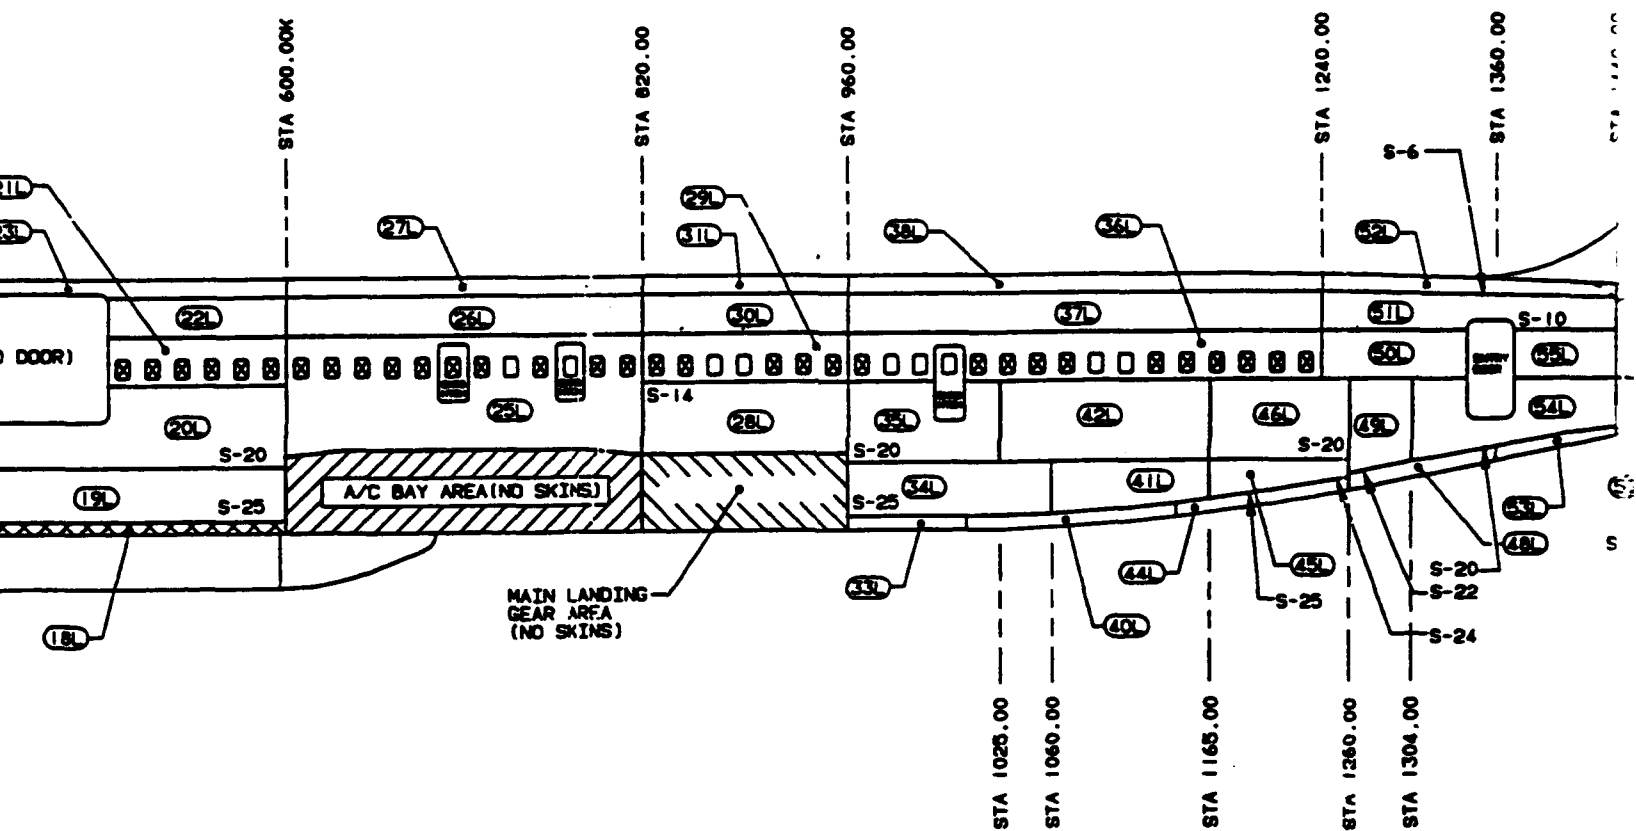 STA 600.00K
STA 820.00
STA 960.00
STA 1240.00
STA 1360.00
S-6
29L
27L
31L
38L
36L
52L
22L
26L
30L
37L
51L
S-10
DOOR)
50L
ENTRY
DOOR
55L
S-14
25L
20L
28L
35L
42L
46L
49L
54L
S-20
S-20
S-20
19L
A/C BAY AREA(NO SKINS)
34L
41L
S-25
S-25
53L
48L
MAIN LANDING
GEAR AREA
(NO SKINS)
33L
44L
45L
S-20
S-22
S-25
40L
S-24
18L
STA 1025.00
STA 1060.00
STA 1165.00
STA 1260.00
STA 1304.00